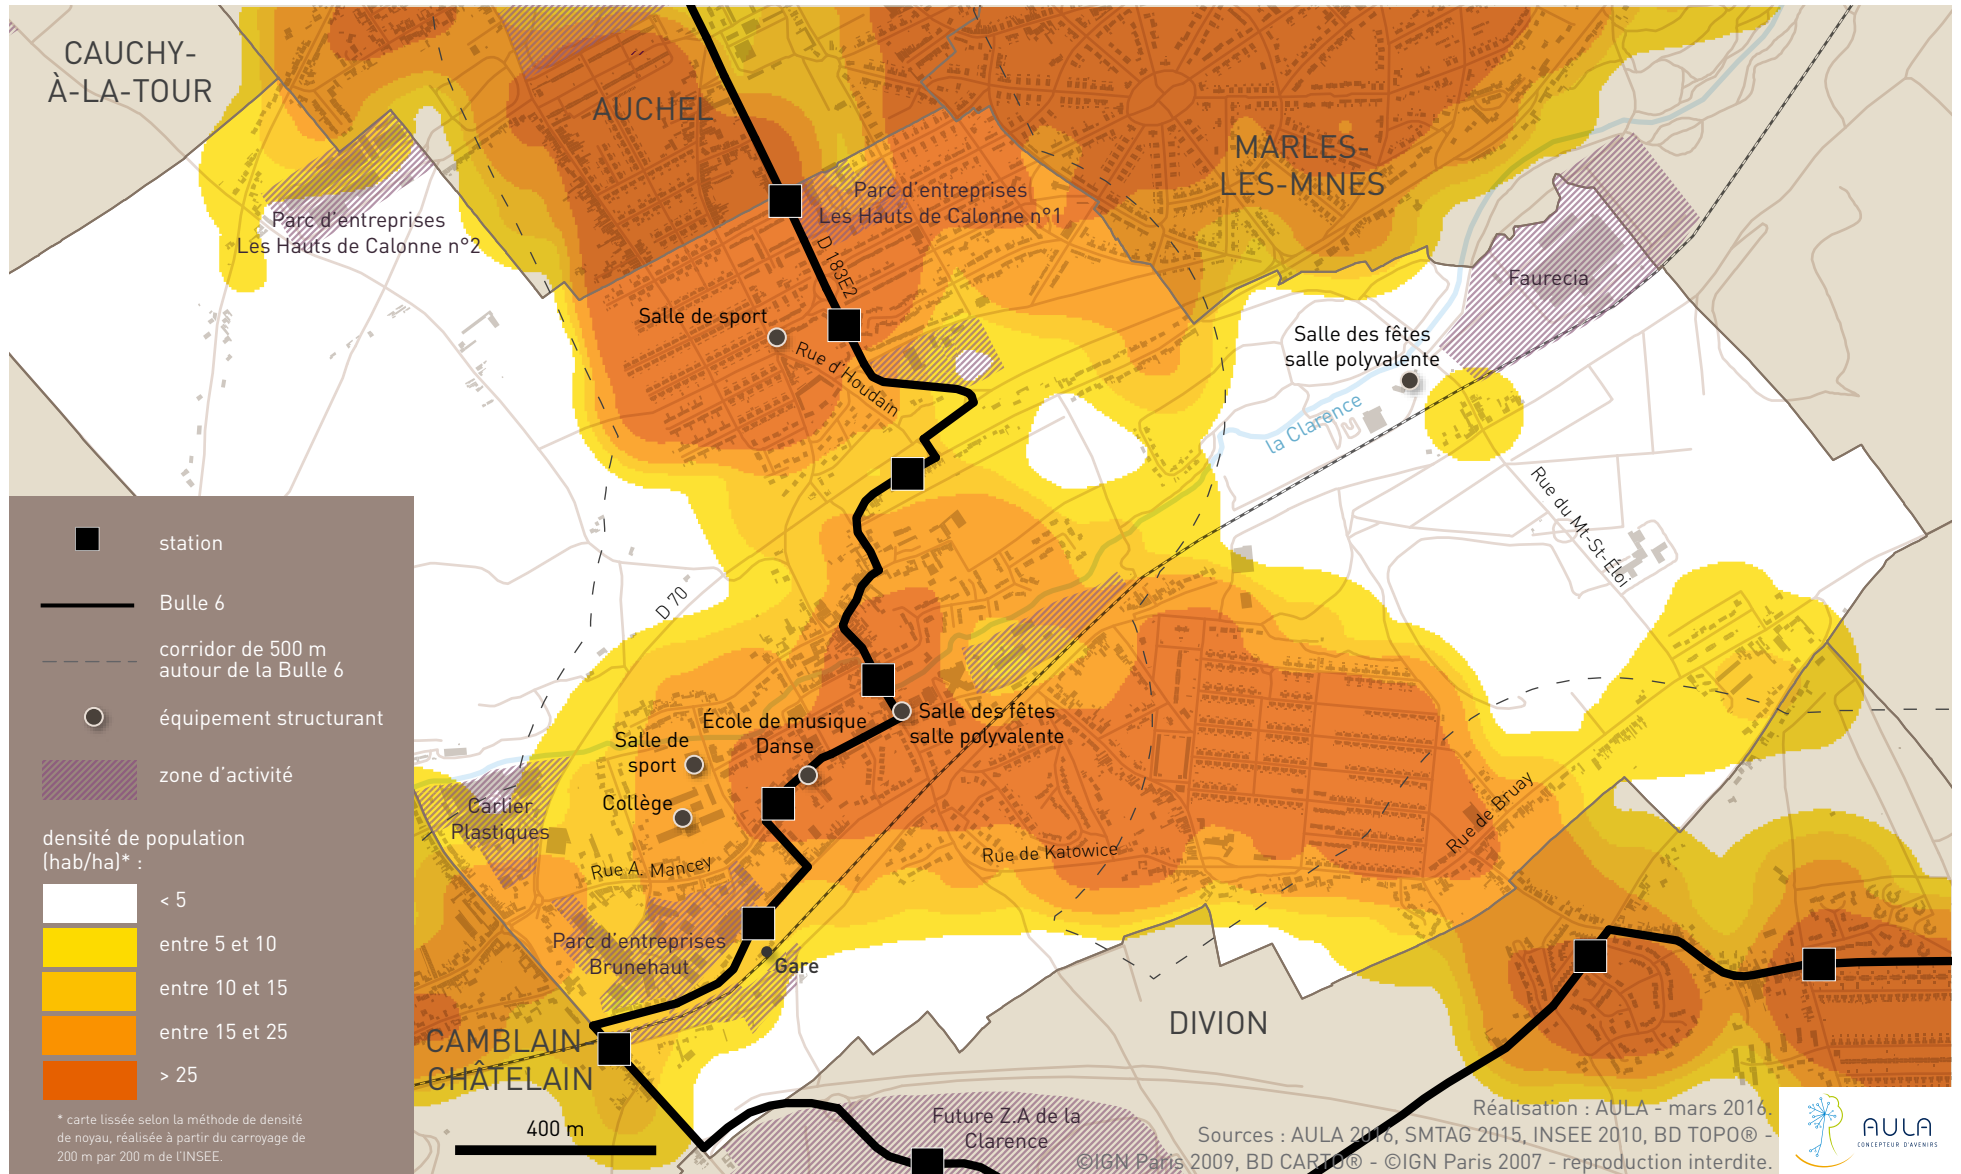 CAUCHY-
À-LA-TOUR
AUCHEL
MARLES-
LES-MINES
Parc d'entreprises
Les Hauts de Calonne n°1
Parc d'entreprises
Les Hauts de Calonne n°2
D 183E2
Faurecia
Salle de sport
Rue d'Houdain
Salle des fêtes
salle polyvalente
la Clarence
Rue du Mt-St-Éloi
D 70
station
Bulle 6
corridor de 500 m
autour de la Bulle 6
équipement structurant
zone d'activité
densité de population
(hab/ha)* :
< 5
entre 5 et 10
entre 10 et 15
entre 15 et 25
> 25
* carte lissée selon la méthode de densité
de noyau, réalisée à partir du carroyage de
200 m par 200 m de l'INSEE.
École de musique
Danse
Salle des fêtes
salle polyvalente
Salle de
sport
Collège
Carlier
Plastiques
Rue A. Mancey
Rue de Katowice
Rue de Bruay
Parc d'entreprises
Brunehaut
Gare
CAMBLAIN
CHÂTELAIN
DIVION
400 m
Future Z.A de la
Clarence
Réalisation : AULA - mars 2016.
Sources : AULA 2016, SMTAG 2015, INSEE 2010, BD TOPO® -
©IGN Paris 2009, BD CARTO® - ©IGN Paris 2007 - reproduction interdite.
AULA
CONCEPTEUR D'AVENIRS